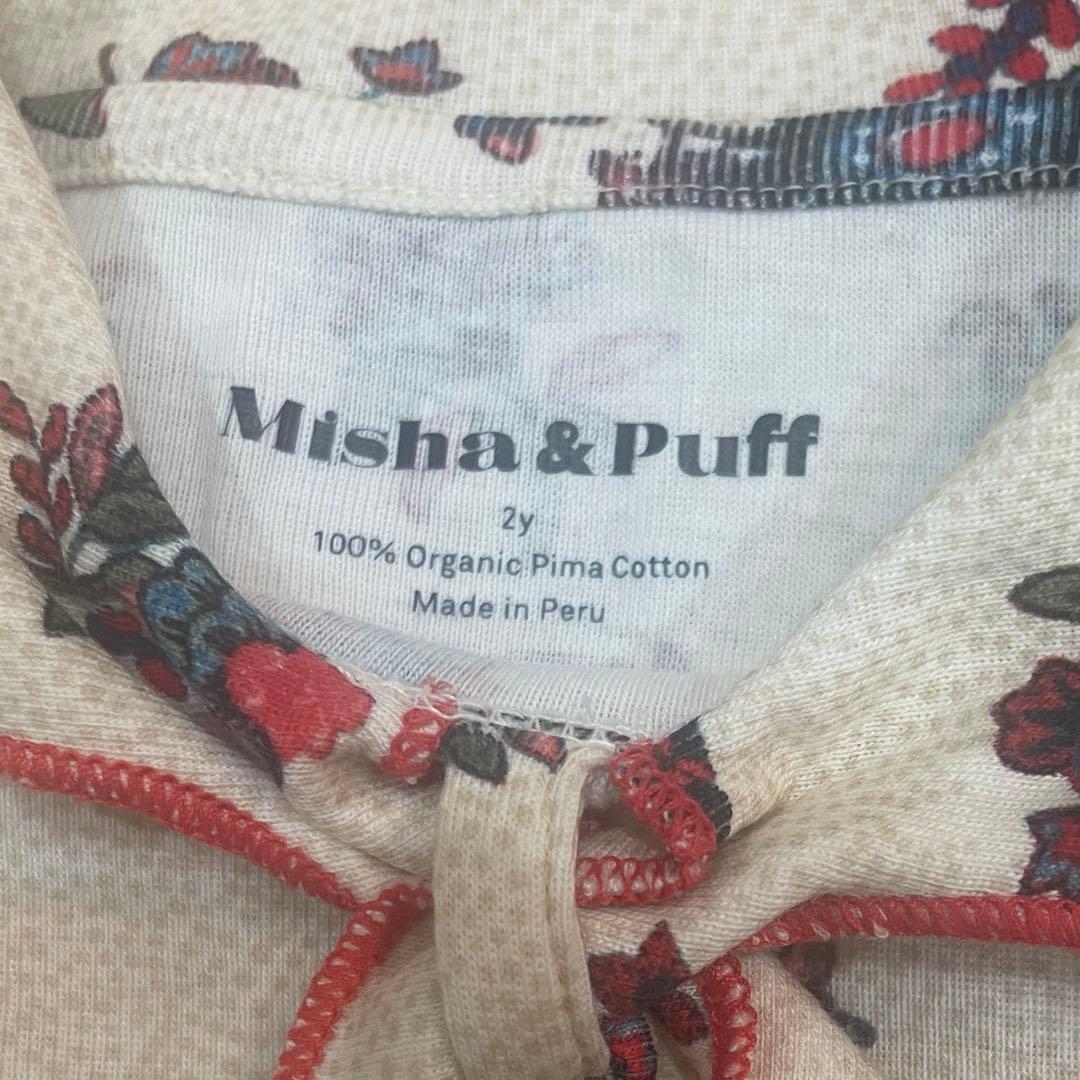 Misha & Puff
2y
100% Organic Pima Cotton
Made in Peru